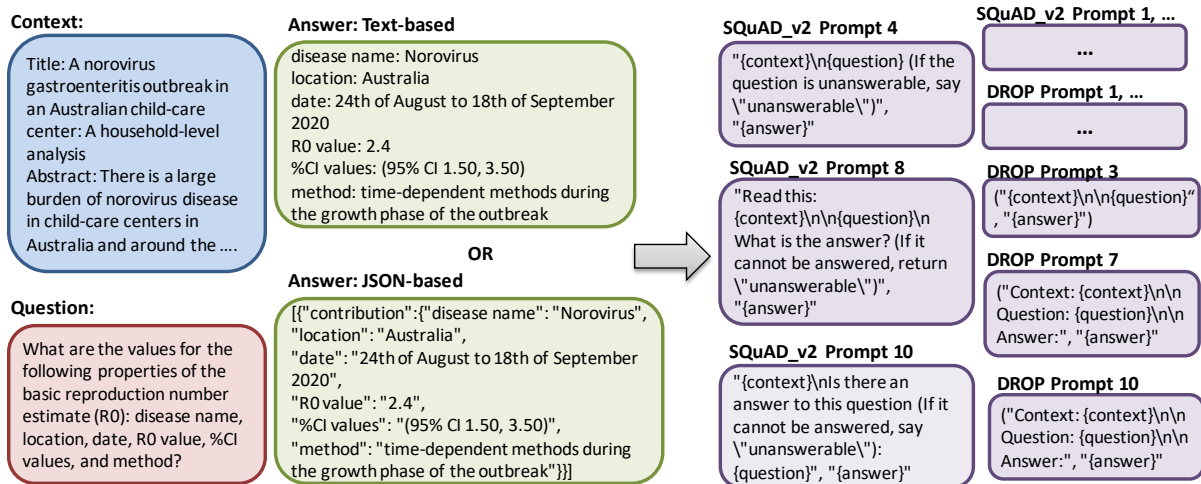 Context:
Title: A norovirus
gastroenteritis outbreak in
an Australian child-care
center: A household-level
analysis
Abstract: There is a large
burden of norovirus disease
in child-care centers in
Australia and around the ....
Question:
What are the values for the
following properties of the
basic reproduction number
estimate (R0): disease name,
location, date, R0 value, %CI
values, and method?
Answer: Text-based
disease name: Norovirus
location: Australia
date: 24th of August to 18th of September
2020
R0 value: 2.4
%CI values: (95% CI 1.50, 3.50)
method: time-dependent methods during
the growth phase of the outbreak
OR
Answer: JSON-based
[{"contribution":{"disease name": "Norovirus",
"location": "Australia",
"date": "24th of August to 18th of September
2020",
"R0 value": "2.4",
"%CI values": "(95% CI 1.50, 3.50)",
"method": "time-dependent methods during
the growth phase of the outbreak"}}]
SQuAD_v2 Prompt 4
"{context}\n{question} (If the
question is unanswerable, say
\"unanswerable\")",
"{answer}"
SQuAD_v2 Prompt 8
"Read this:
{context}\n\n{question}\n
What is the answer? (If it
cannot be answered, return
\"unanswerable\")",
"{answer}"
SQuAD_v2 Prompt 10
"{context}\nIs there an
answer to this question (If it
cannot be answered, say
\"unanswerable\"):
{question}", "{answer}"
SQuAD_v2 Prompt 1, ...
...
DROP Prompt 1, ...
...
DROP Prompt 3
("{context}\n\n{question}“
, "{answer}")
DROP Prompt 7
("Context: {context}\n\n
Question: {question}\n\n
Answer:", "{answer}"
DROP Prompt 10
("Context: {context}\n\n
Question: {question}\n\n
Answer:", "{answer}"